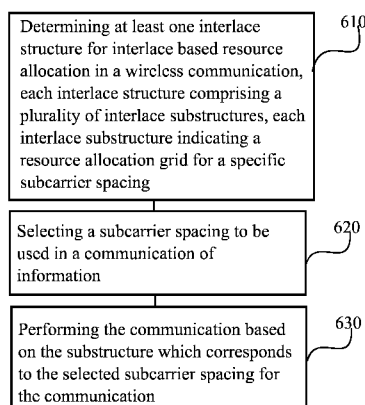 Determining at least one interlace
structure for interlace based resource
allocation in a wireless communication,
each interlace structure comprising a
plurality of interlace substructures, each
interlace substructure indicating a
resource allocation grid for a specific
subcarrier spacing
610
Selecting a subcarrier spacing to be
used in a communication of
information
620
Performing the communication based
on the substructure which corresponds
to the selected subcarrier spacing for
the communication
630